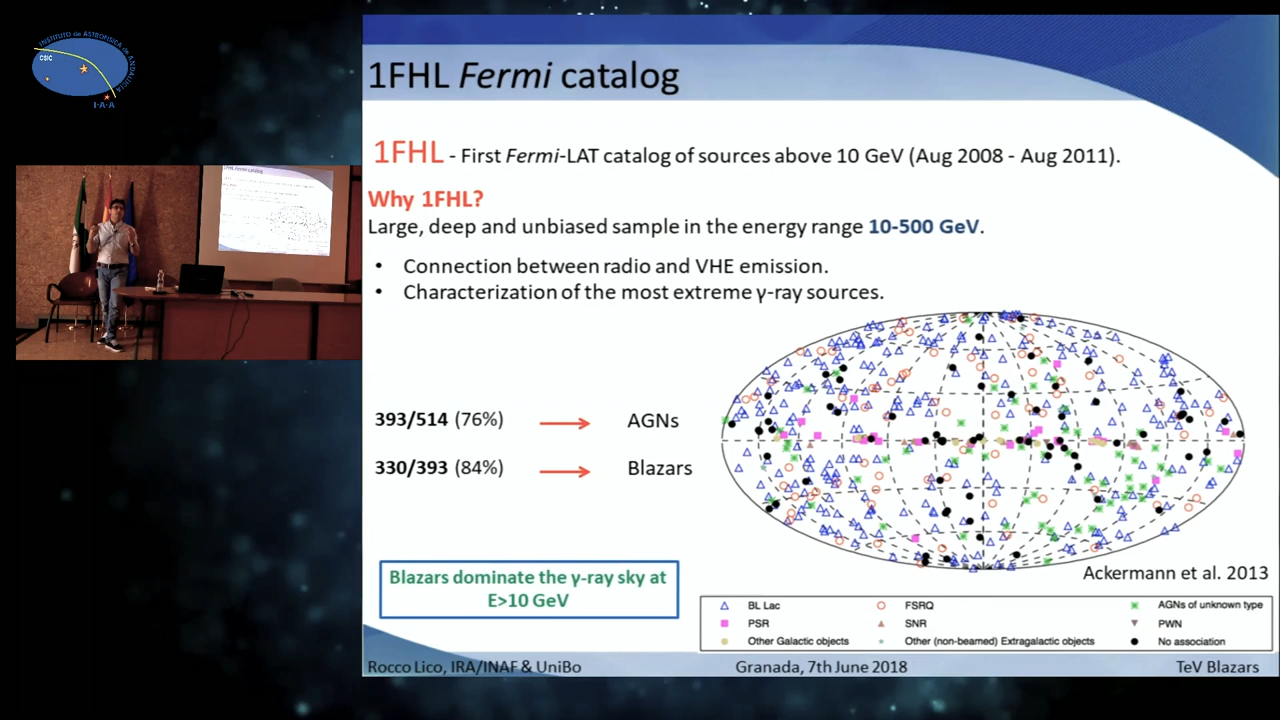 INSTITUTO de ASTROFÍSICA de ANDALUCÍA
CSIC
I-A-A
1FHL Fermi catalog
1FHL - First Fermi-LAT catalog of sources above 10 GeV (Aug 2008 - Aug 2011).
Why 1FHL?
Large, deep and unbiased sample in the energy range 10-500 GeV.
• Connection between radio and VHE emission.
• Characterization of the most extreme γ-ray sources.
393/514 (76%) AGNs
330/393 (84%) Blazars
Blazars dominate the γ-ray sky at
E>10 GeV
Ackermann et al. 2013
BL Lac FSRQ AGNs of unknown type
PSR SNR PWN
Other Galactic objects Other (non-beamed) Extragalactic objects No association
Rocco Lico, IRA/INAF & UniBo Granada, 7th June 2018 TeV Blazars